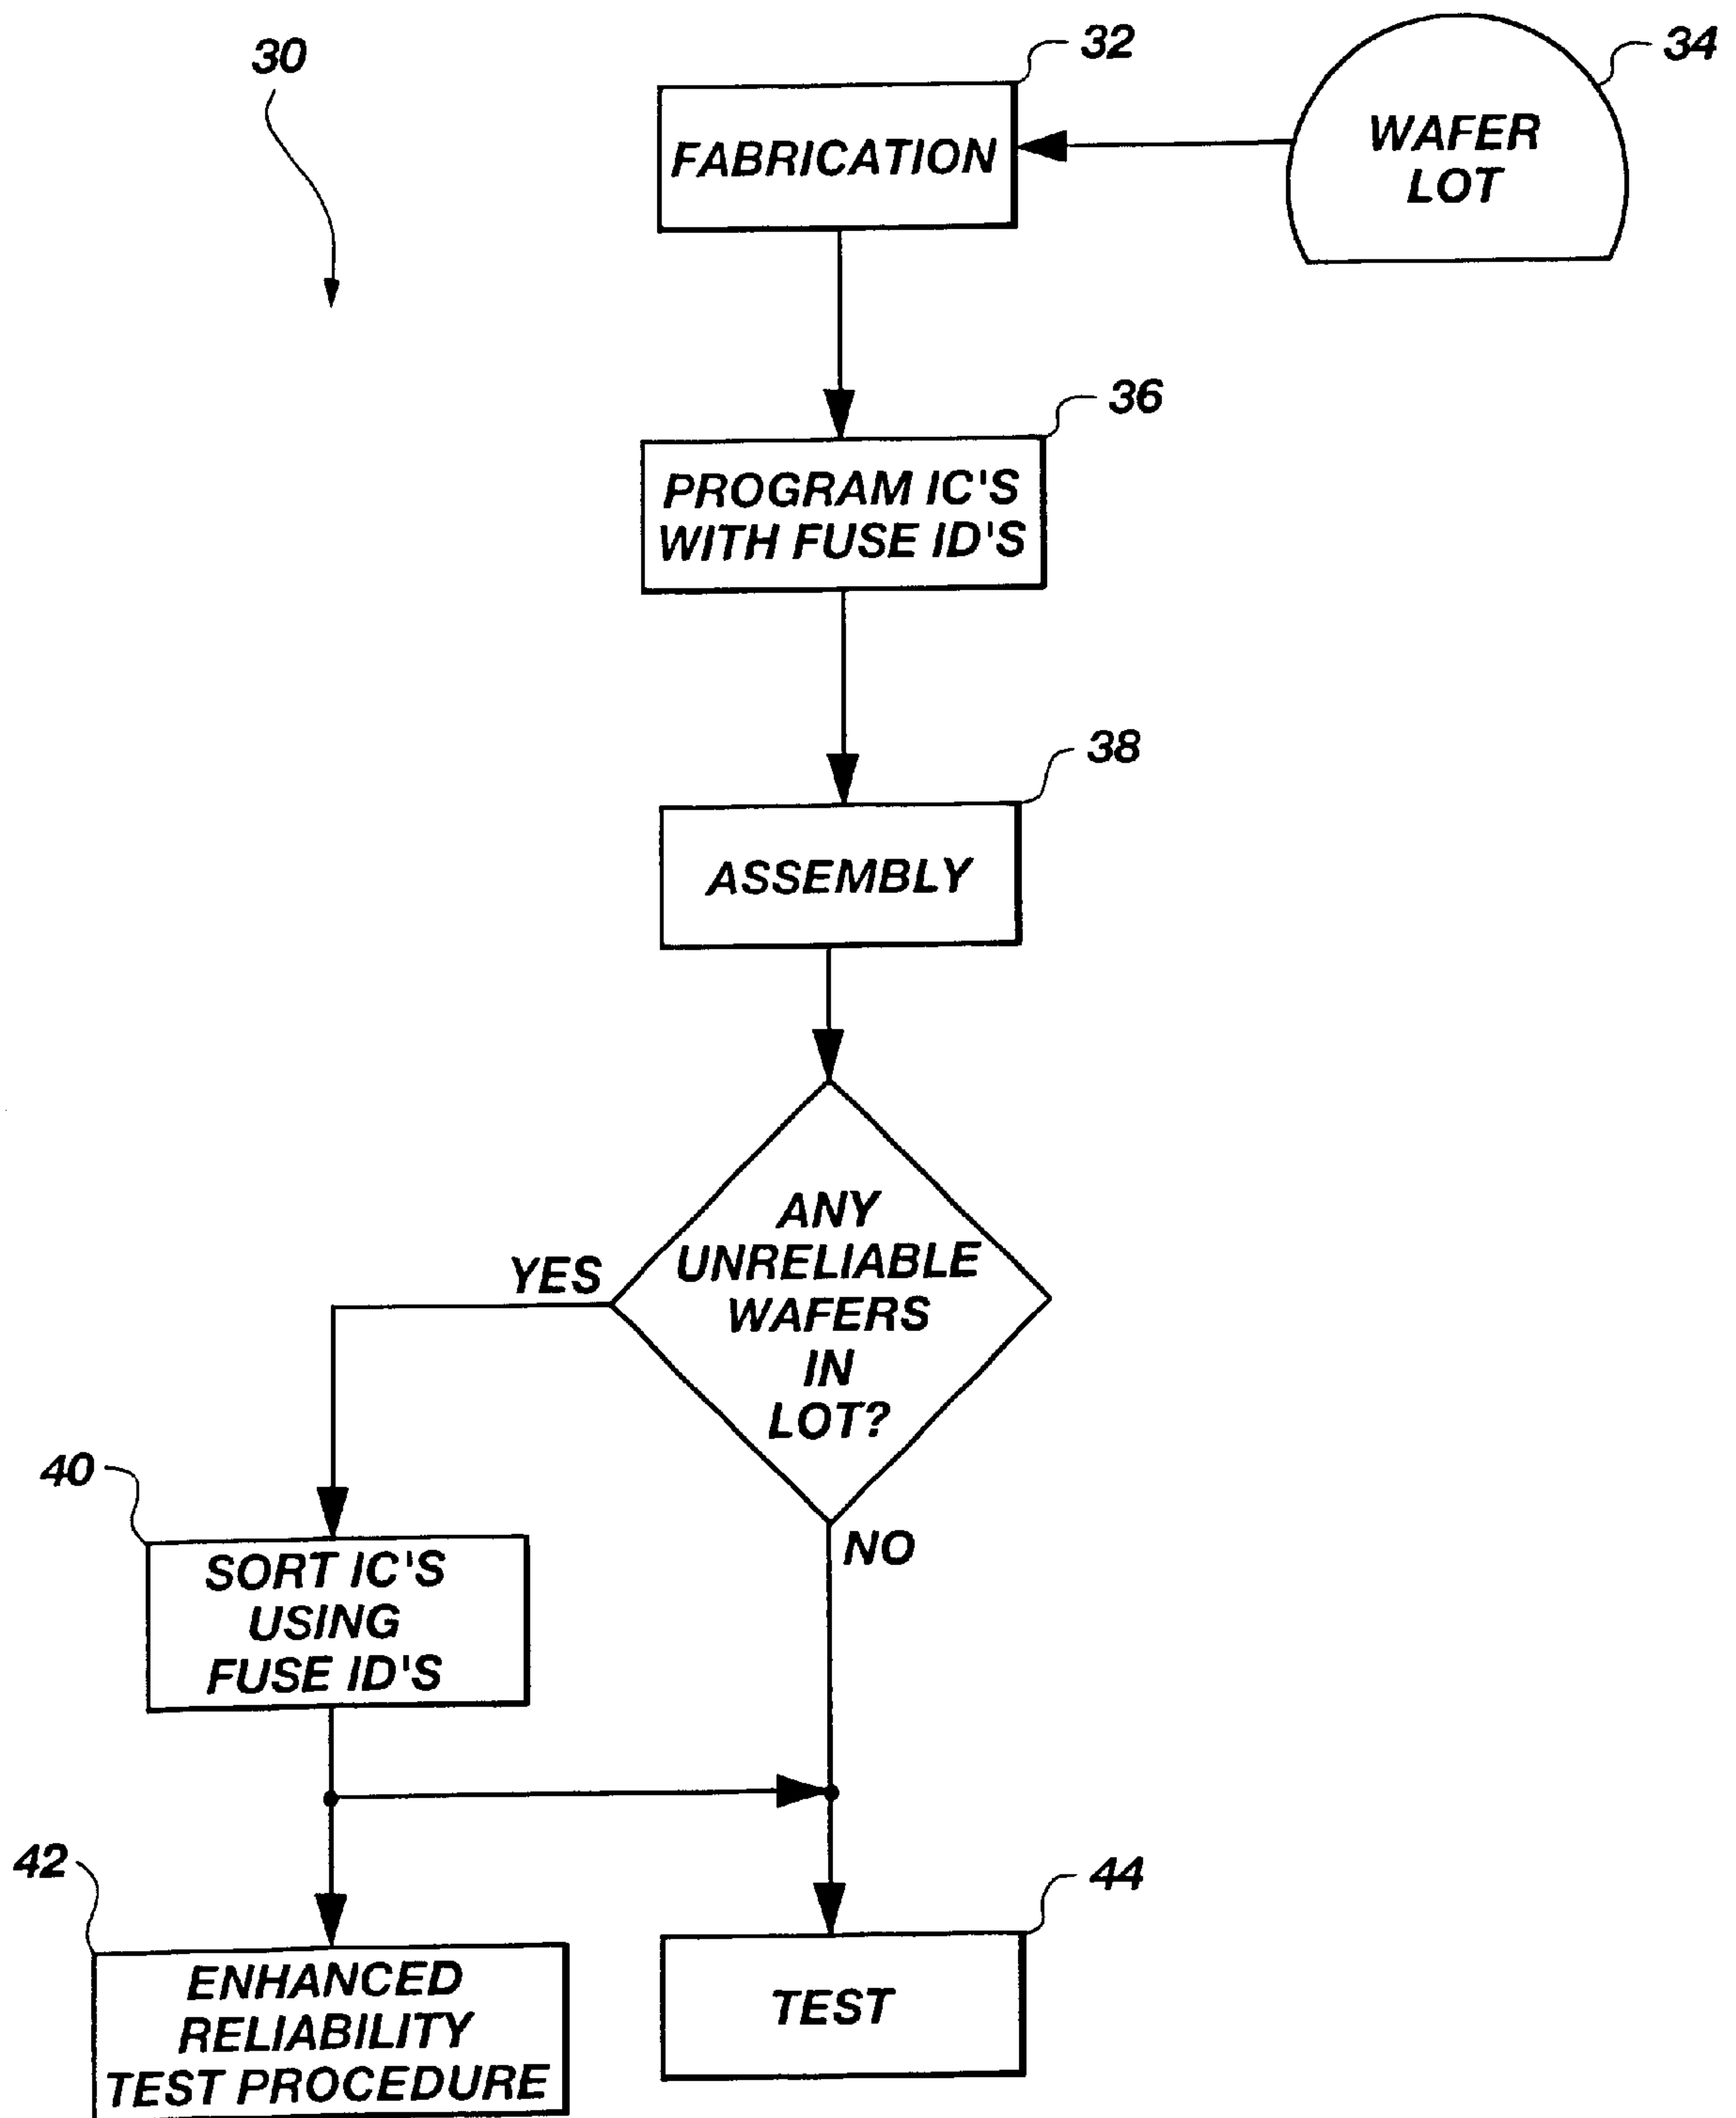 30
32
34
FABRICATION
WAFER
LOT
36
PROGRAM IC'S
WITH FUSE ID'S
38
ASSEMBLY
ANY
UNRELIABLE
WAFERS
IN
LOT?
YES
NO
40
SORT IC'S
USING
FUSE ID'S
42
ENHANCED
RELIABILITY
TEST PROCEDURE
44
TEST